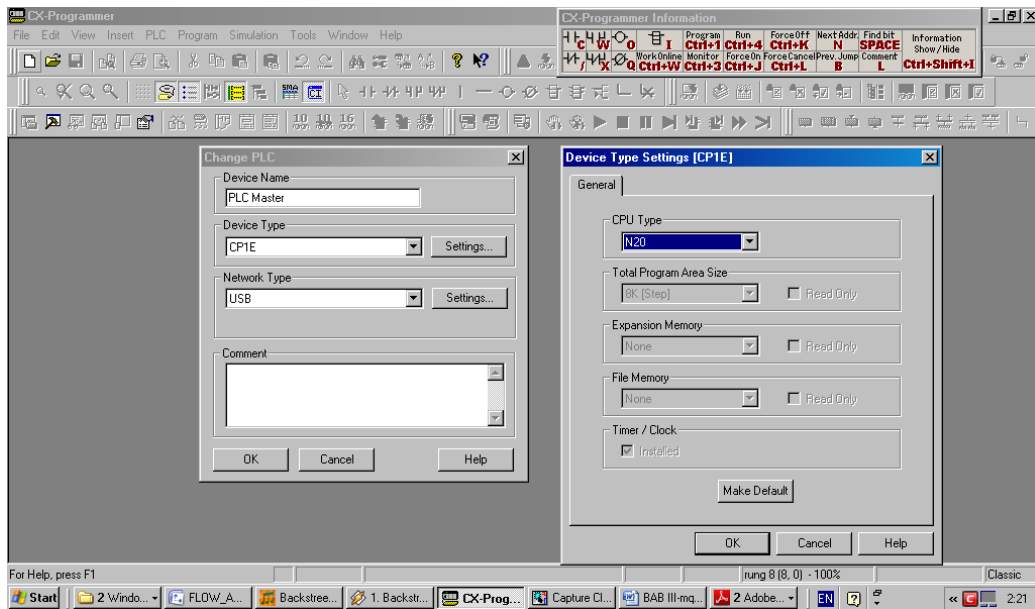 CX-Programmer
File Edit View Insert PLC Program Simulation Tools Window Help
CX-Programmer Information
C W O I Program Run Force Off Next Addr. Find bit Information
Ctrl+1 Ctrl+4 Ctrl+K N SPACE Show / Hide
/ X Q Work Online Monitor Force On Force Cancel Prev. Jump Comment
Ctrl+W Ctrl+3 Ctrl+J Ctrl+L B L Ctrl+Shift+I
SMA CI
10 16
Change PLC
Device Name
PLC Master
Device Type
CP1E Settings...
Network Type
USB Settings...
Comment
OK Cancel Help
Device Type Settings [CP1E]
General
CPU Type
N20
Total Program Area Size
8K [Step] Read Only
Expansion Memory
None Read Only
File Memory
None Read Only
Timer / Clock
Installed
Make Default
OK Cancel Help
For Help, press F1
rung 8 (8, 0) - 100% Classic
Start 2 Windo... FLOW_A... Backstree... 1. Backstr... CX-Prog... Capture Cl... BAB III-mq... 2 Adobe... EN « 2:21